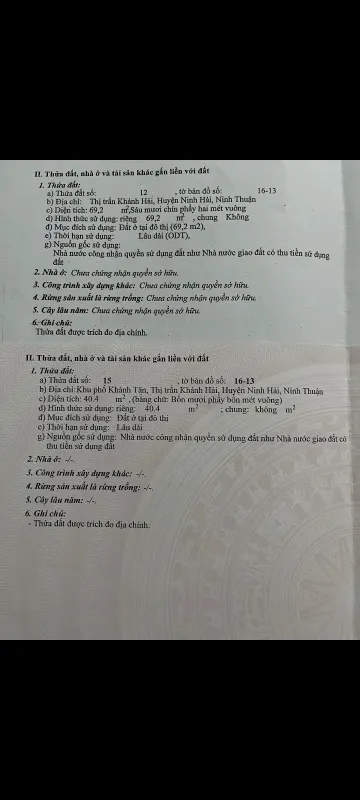 II. Thửa đất, nhà ở và tài sản khác gắn liền với đất
1. Thửa đất:
a) Thửa đất số: 12 , tờ bản đồ số: 16-13
b) Địa chỉ: Thị trấn Khánh Hải, Huyện Ninh Hải, Ninh Thuận
c) Diện tích: 69,2 m²,Sáu mươi chín phẩy hai mét vuông
d) Hình thức sử dụng: riêng 69,2 m² , chung Không
đ) Mục đích sử dụng: Đất ở tại đô thị (69,2 m2),
e) Thời hạn sử dụng: Lâu dài (ODT),
g) Nguồn gốc sử dụng:
Nhà nước công nhận quyền sử dụng đất như Nhà nước giao đất có thu tiền sử dụng
đất
2. Nhà ở: Chưa chứng nhận quyền sở hữu.
3. Công trình xây dựng khác: Chưa chứng nhận quyền sở hữu.
4. Rừng sản xuất là rừng trồng: Chưa chứng nhận quyền sở hữu.
5. Cây lâu năm: Chưa chứng nhận quyền sở hữu.
6. Ghi chú:
Thửa đất được trích đo địa chính.
II. Thửa đất, nhà ở và tài sản khác gắn liền với đất
1. Thửa đất:
a) Thửa đất số: 15 , tờ bản đồ số: 16-13
b) Địa chỉ: Khu phố Khánh Tân, Thị trấn Khánh Hải, Huyện Ninh Hải, Ninh Thuận
c) Diện tích: 40.4 m² , (bằng chữ: Bốn mươi phẩy bốn mét vuông)
d) Hình thức sử dụng: riêng: 40.4 m² ; chung: không m²
đ) Mục đích sử dụng: Đất ở tại đô thị
e) Thời hạn sử dụng: Lâu dài
g) Nguồn gốc sử dụng: Nhà nước công nhận quyền sử dụng đất như Nhà nước giao đất có
thu tiền sử dụng đất
2. Nhà ở: -/-.
3. Công trình xây dựng khác: -/-.
4. Rừng sản xuất là rừng trồng: -/-.
5. Cây lâu năm: -/-.
6. Ghi chú:
- Thửa đất được trích đo địa chính.